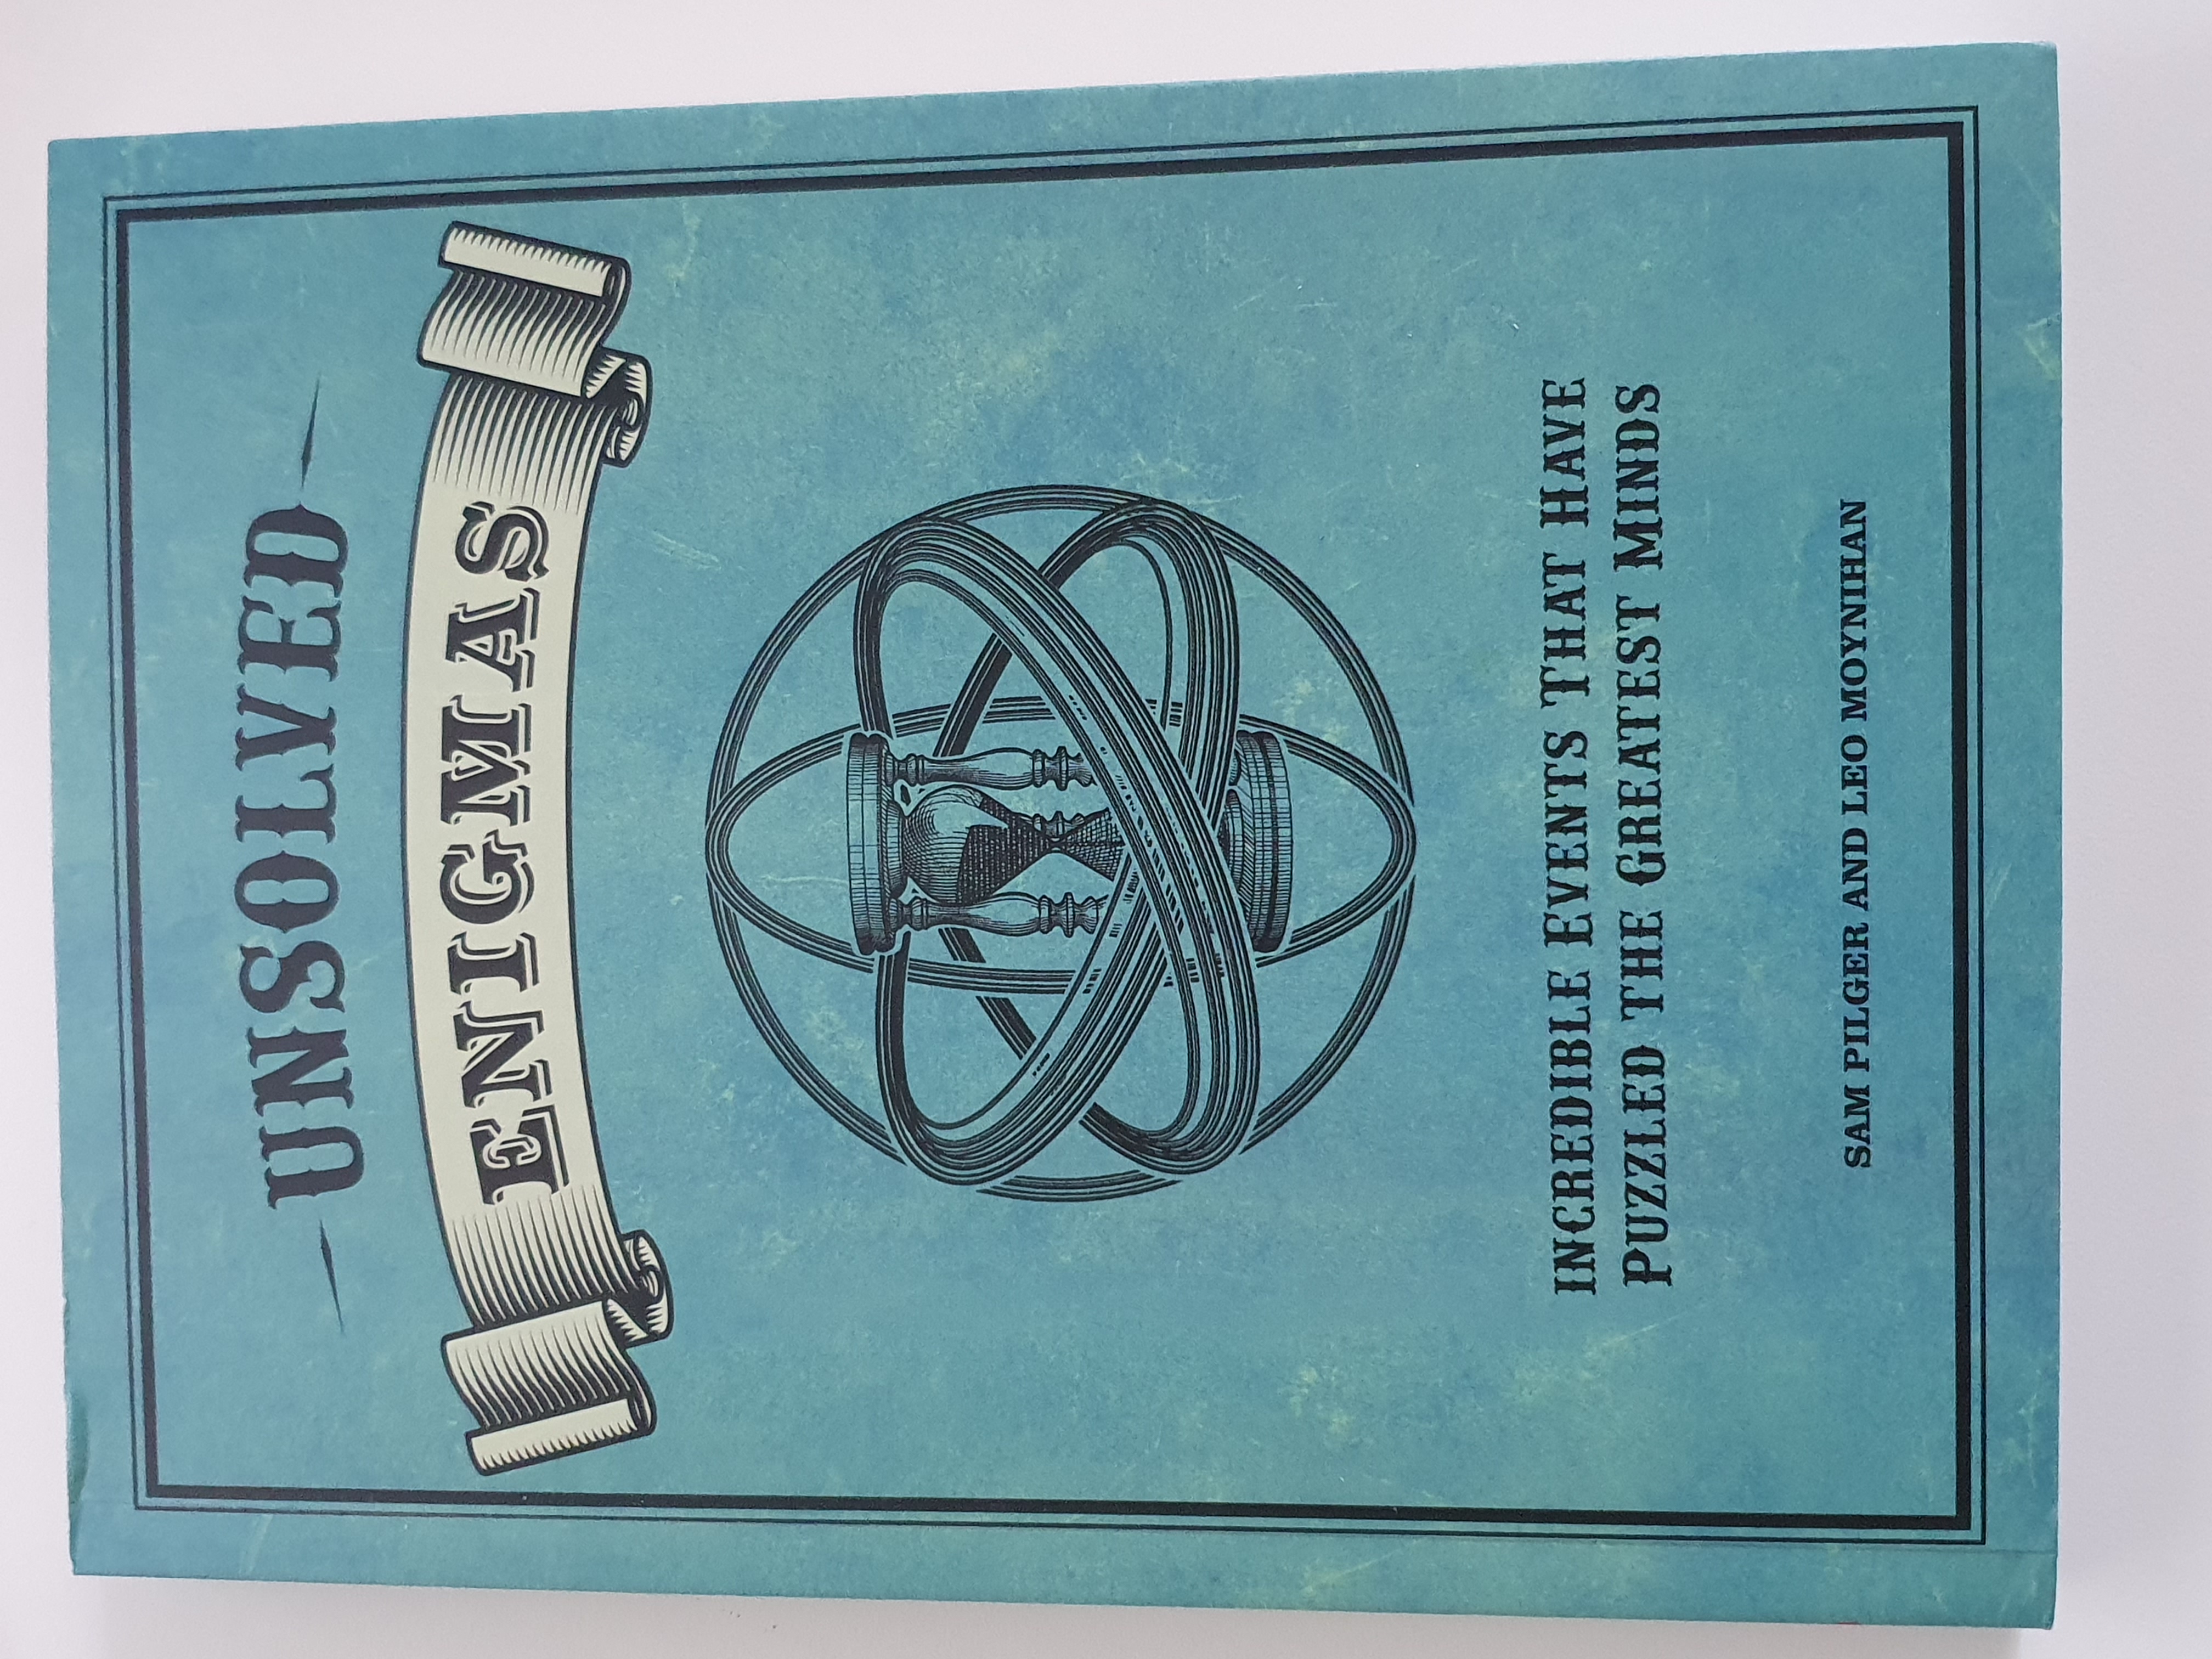 UNSOLVED
ENIGMAS
INCREDIBLE EVENTS THAT HAVE
PUZZLED THE GREATEST MINDS
SAM PILGER AND LEO MOYNIHAN